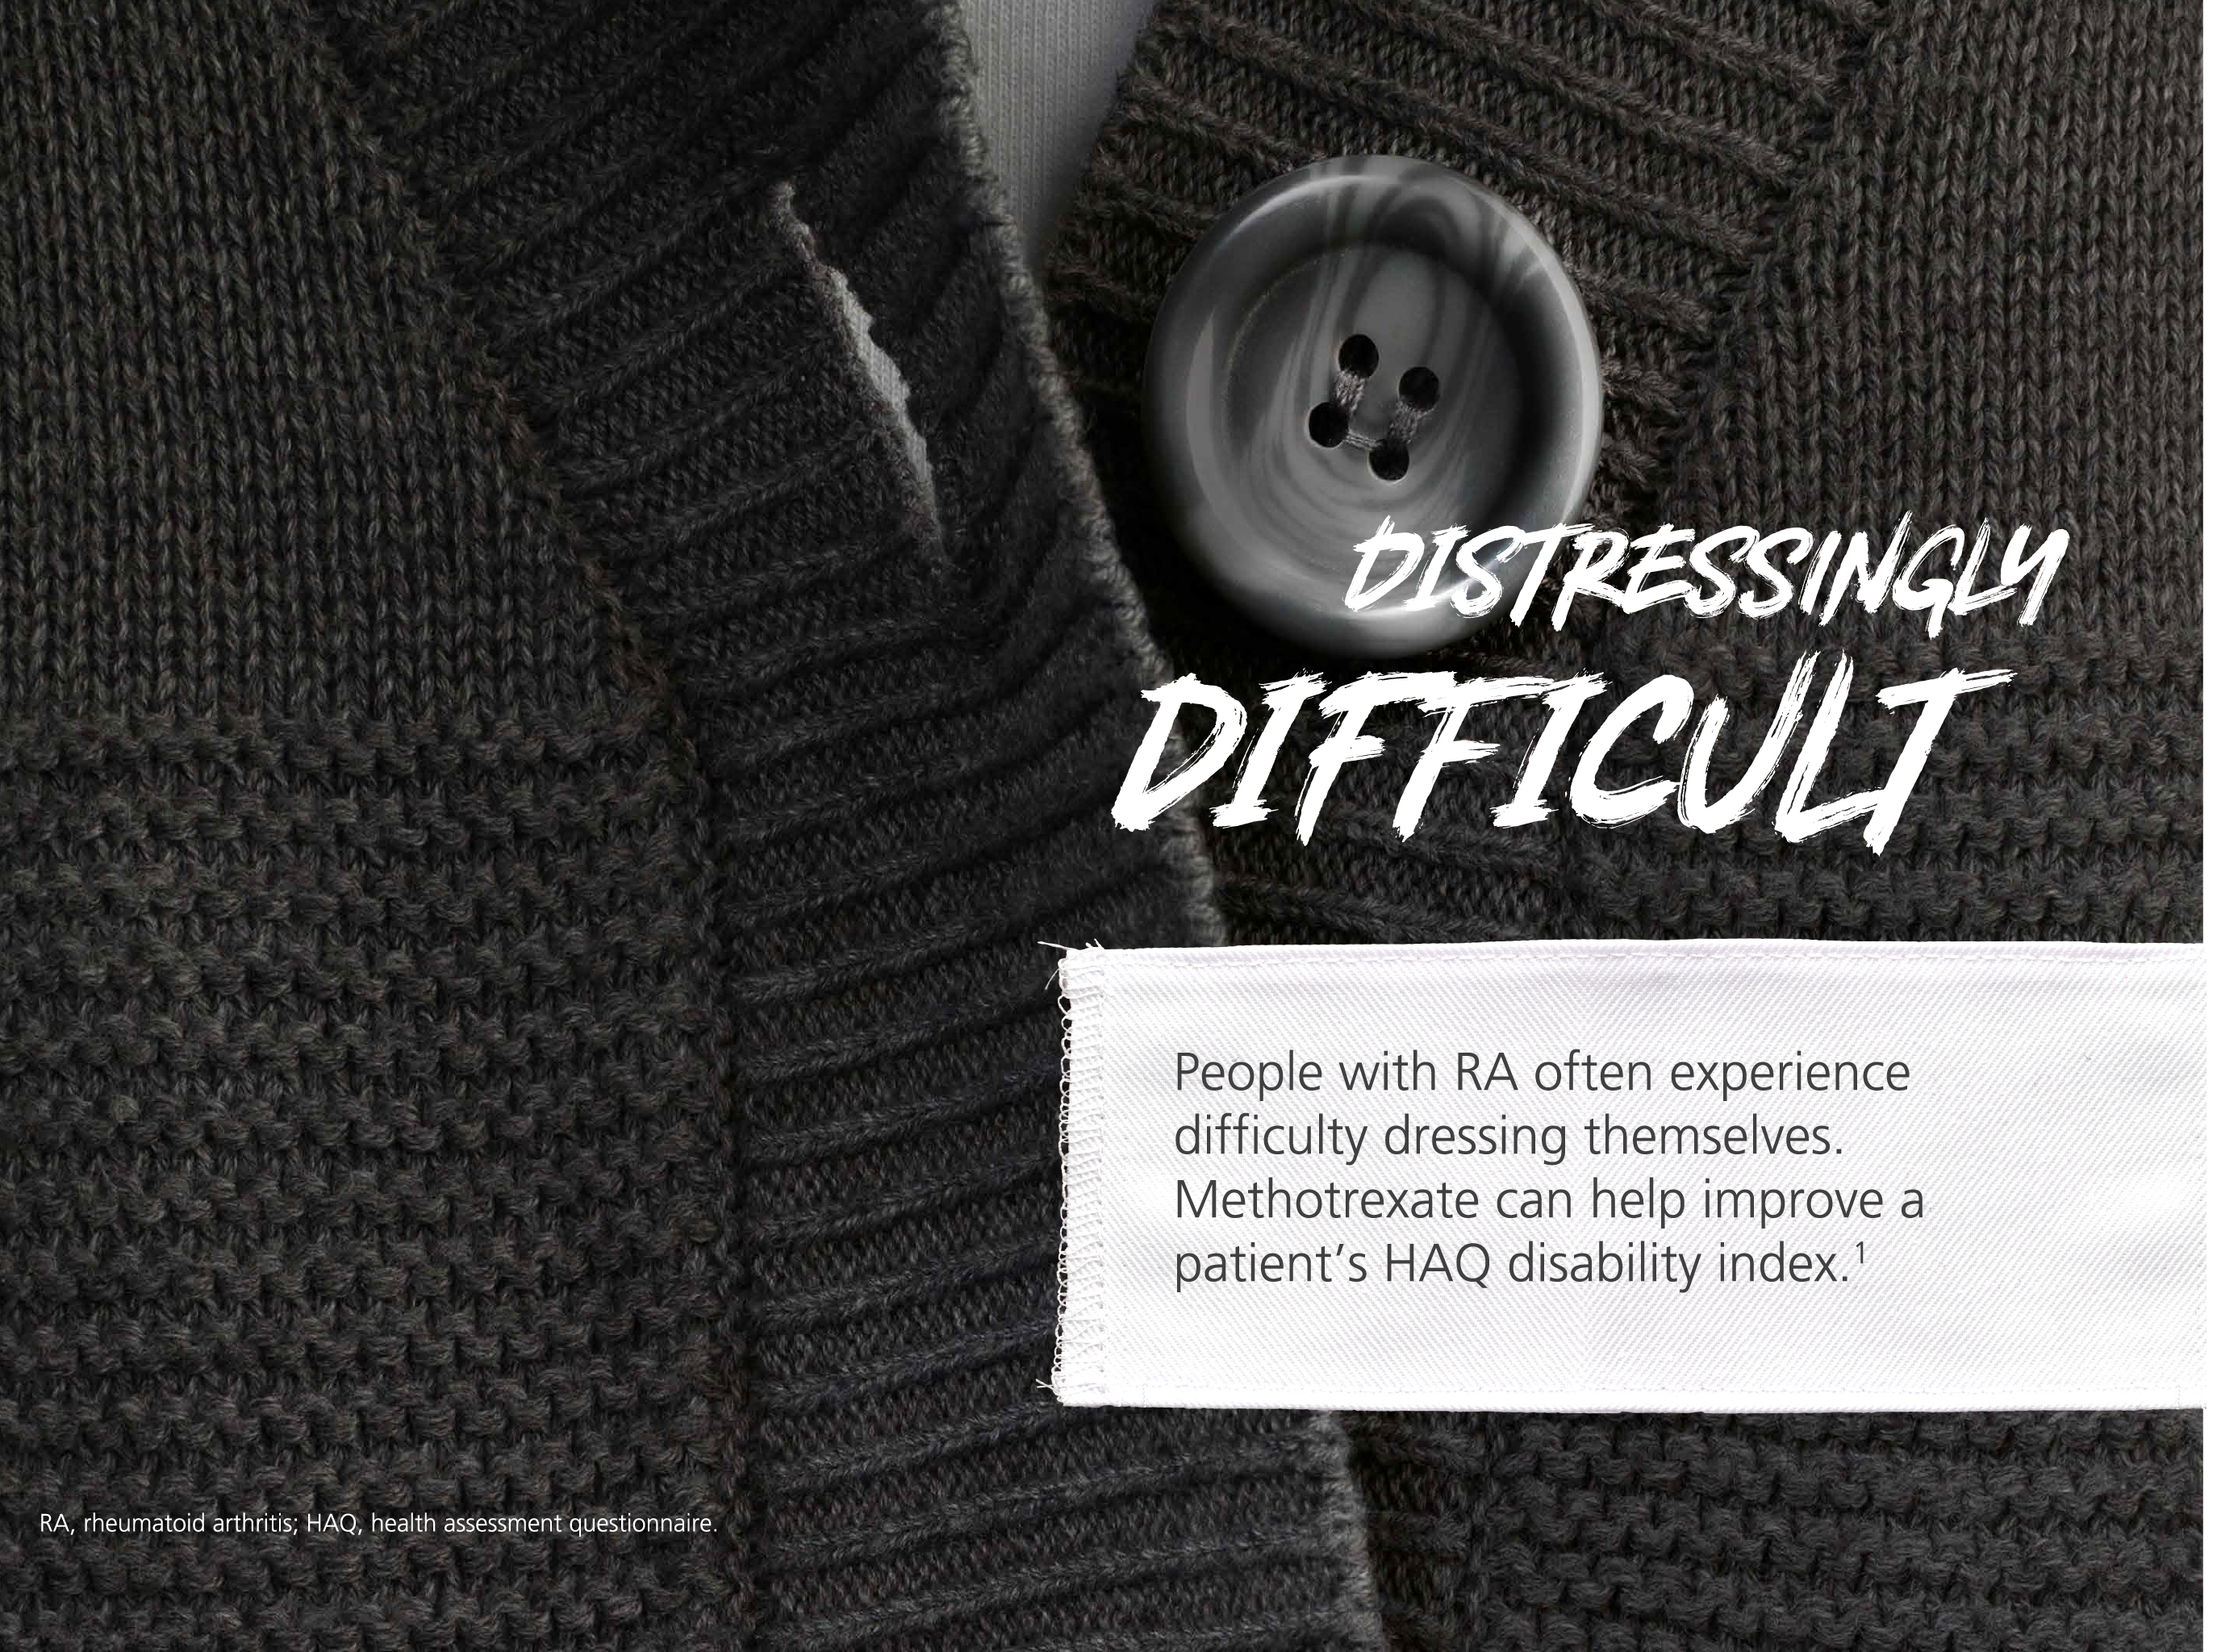 DISTRESSINGLY
DIFFICULT
People with RA often experience
difficulty dressing themselves.
Methotrexate can help improve a
patient’s HAQ disability index.¹
RA, rheumatoid arthritis; HAQ, health assessment questionnaire.